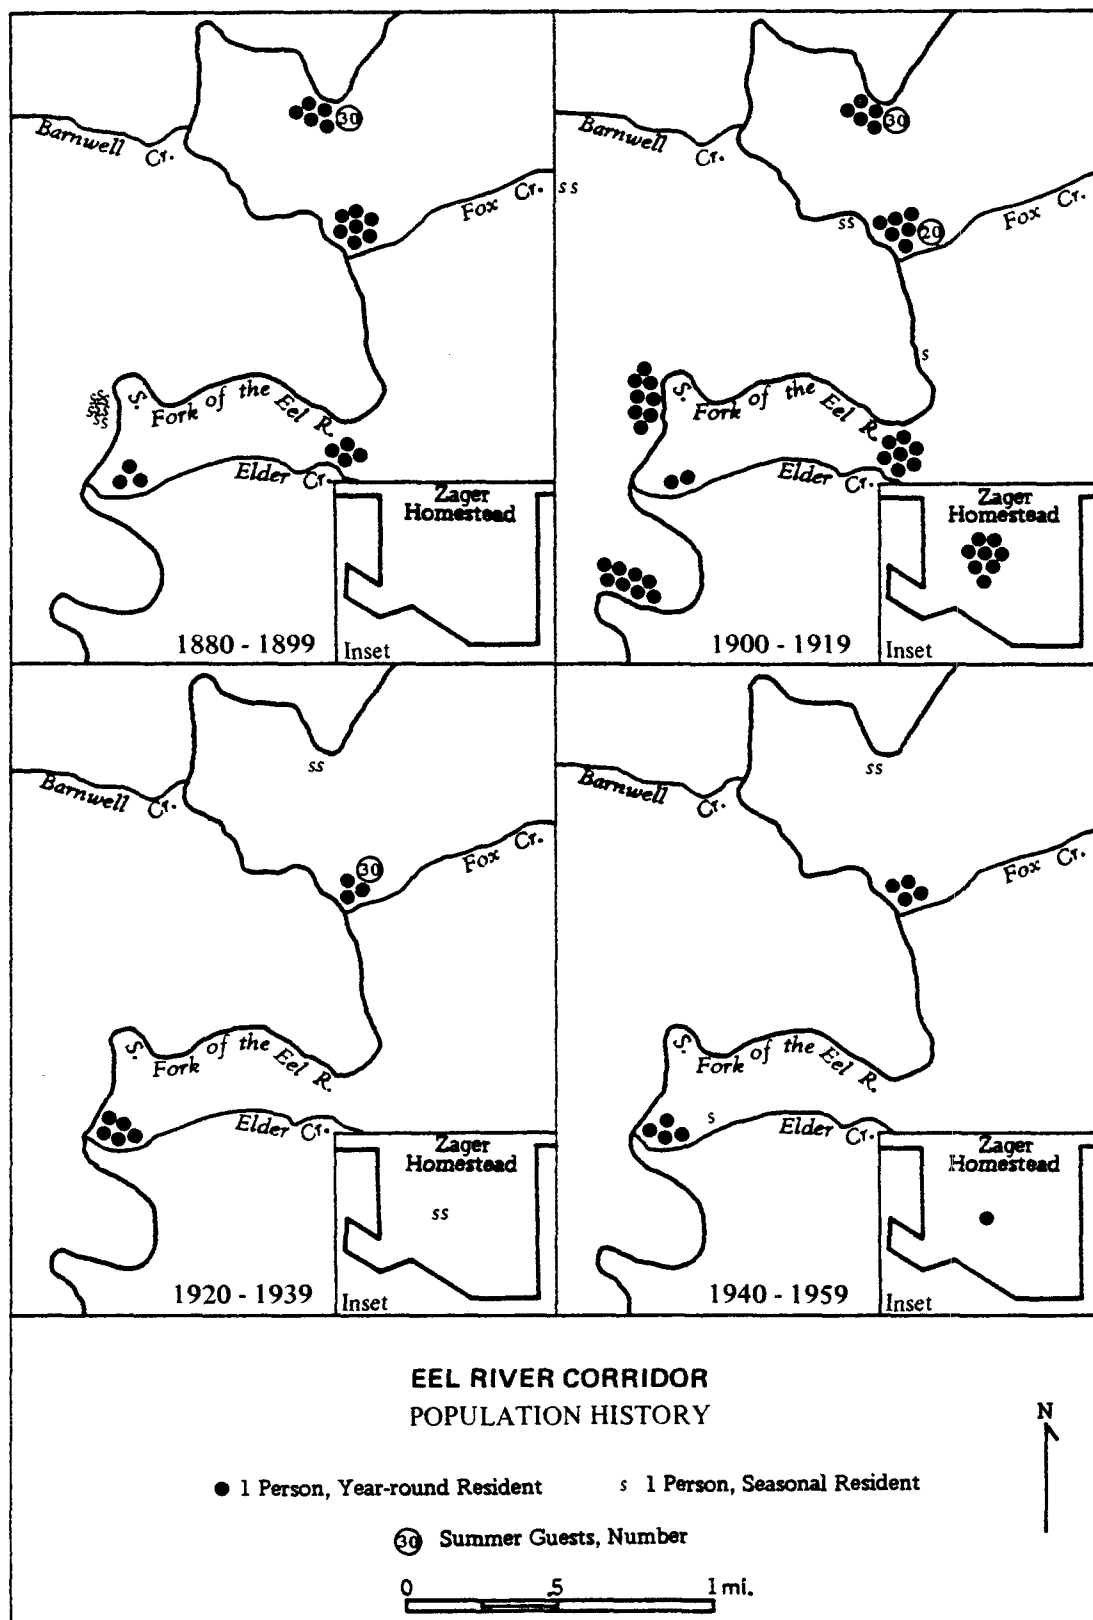 30
Barnwell Cr.
Fox Cr.
S. Fork of the Eel R.
sssssssss
ss
Elder Cr.
Zager
Homestead
1880 - 1899
Inset
30
Barnwell Cr.
ss
ss
20
Fox Cr.
s
S. Fork of the Eel R.
Elder Cr.
Zager
Homestead
1900 - 1919
Inset
ss
Barnwell Cr.
30
Fox Cr.
S. Fork of the Eel R.
Elder Cr.
Zager
Homestead
ss
1920 - 1939
Inset
ss
Barnwell Cr.
Fox Cr.
S. Fork of the Eel R.
s
Elder Cr.
Zager
Homestead
1940 - 1959
Inset
EEL RIVER CORRIDOR
POPULATION HISTORY
N
1 Person, Year-round Resident
s 1 Person, Seasonal Resident
30 Summer Guests, Number
0 .5 1 mi.